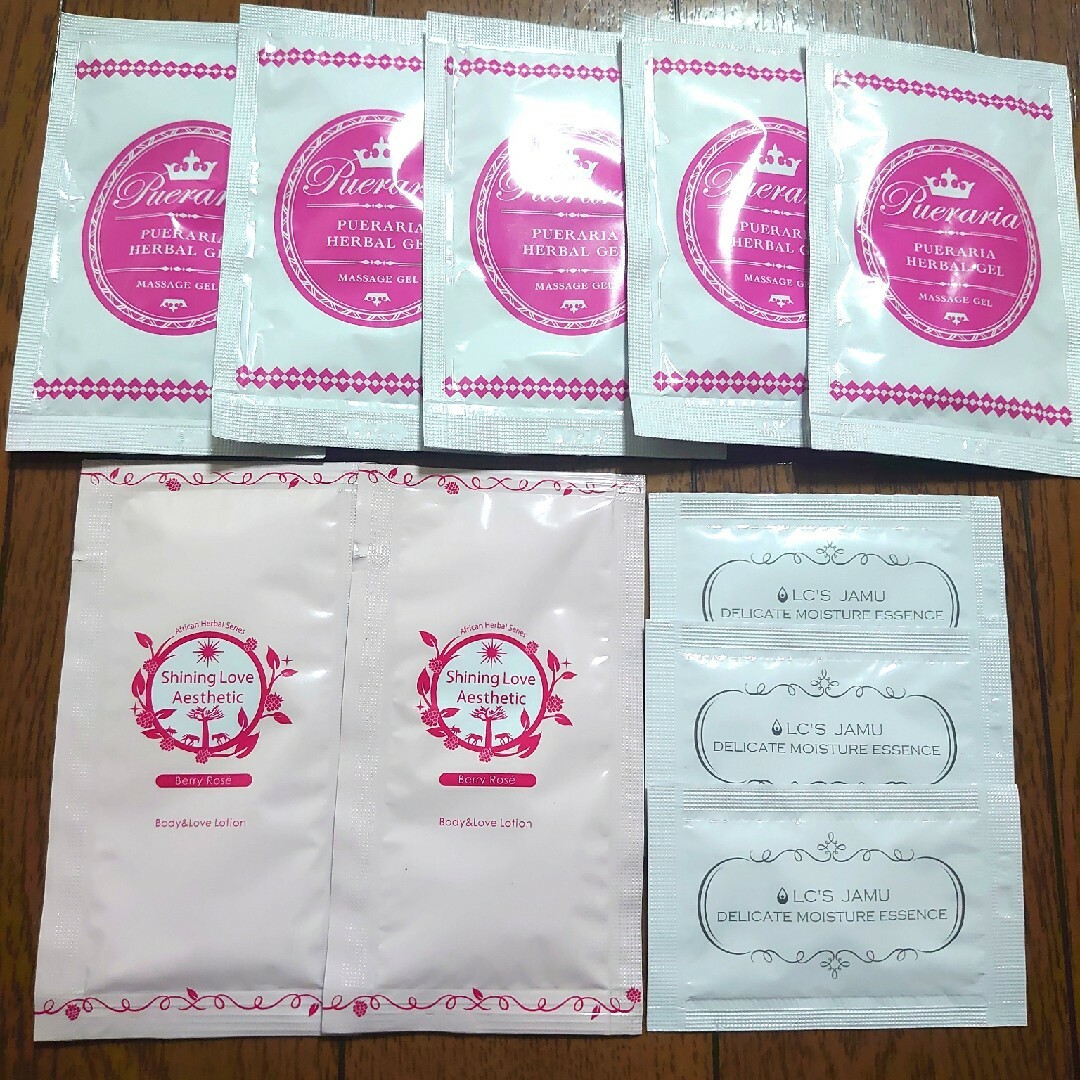 Pueraria
PUERARIA
HERBAL GEL
MASSAGE GEL
Pueraria
PUERARIA
HERBAL GE
MASSAGE GEL
Pueraria
PUERARIA
HERBAL GEL
MASSAGE GEL
Pueraria
PUERARIA
HERBAL G
MASSAGE GEL
Pueraria
PUERARIA
HERBAL GEL
MASSAGE GEL
African Herbal Series
Shining Love
Aesthetic
Berry Rose
Body&Love Lotion
African Herbal Series
Shining Love
Aesthetic
Berry Rose
Body&Love Lotion
LC'S JAMU
DELICATE MOISTURE ESSENCE
LC'S JAMU
DELICATE MOISTURE ESSENCE
LC'S JAMU
DELICATE MOISTURE ESSENCE